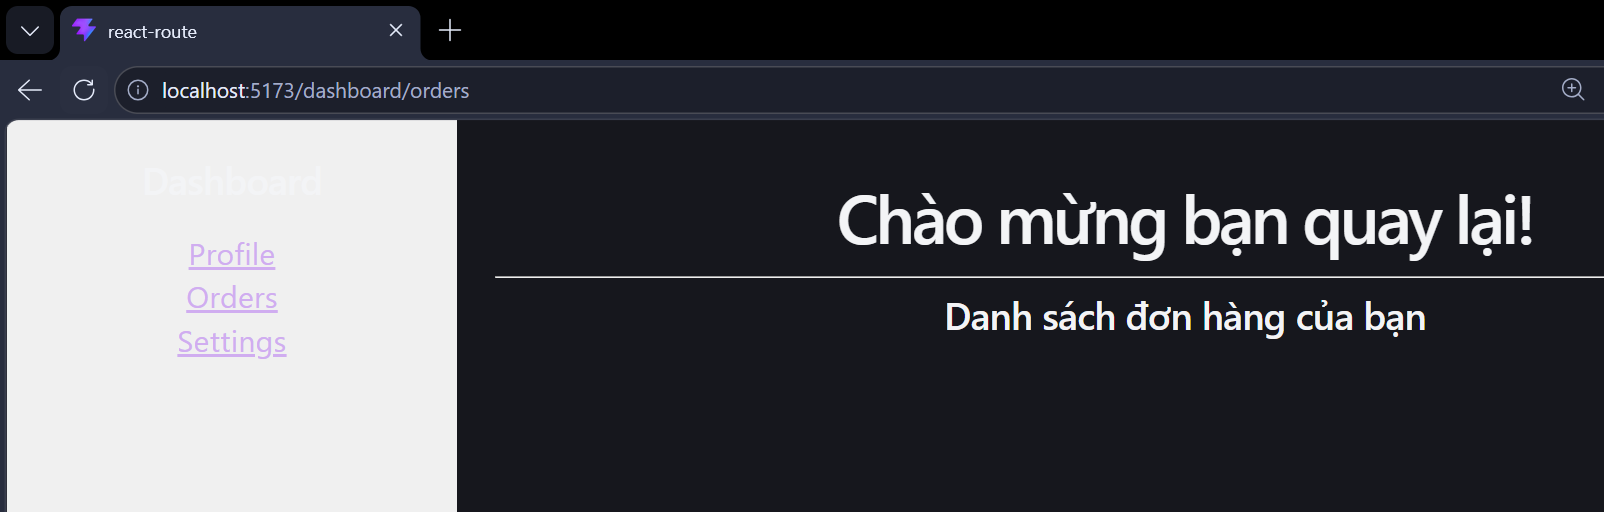 react-route
localhost:5173/dashboard/orders
Dashboard
Profile
Orders
Settings
Chào mừng bạn quay lại!
Danh sách đơn hàng của bạn